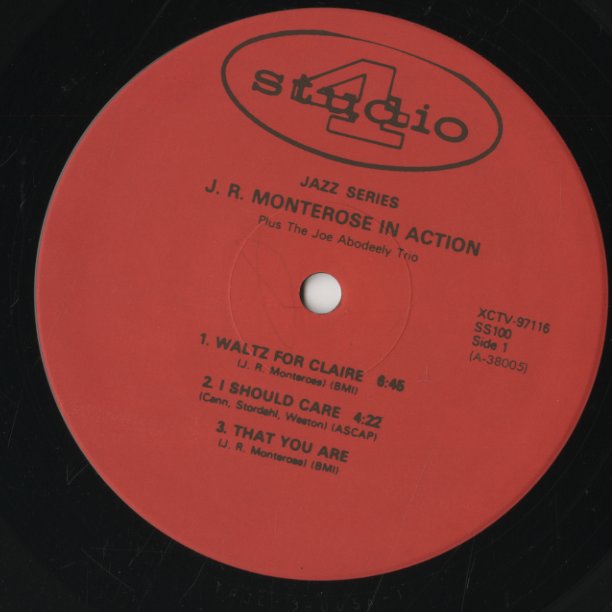 studio 4
JAZZ SERIES
J. R. MONTEROSE IN ACTION
Plus The Joe Abodeely Trio
XCTV-97116
SS100
Side 1
(A-38005)
1. WALTZ FOR CLAIRE 6:45
(J. R. Monterose) (BMI)
2. I SHOULD CARE 4:22
(Cann, Stordahl, Weston) (ASCAP)
3. THAT YOU ARE
(J. R. Monterose) (BMI)